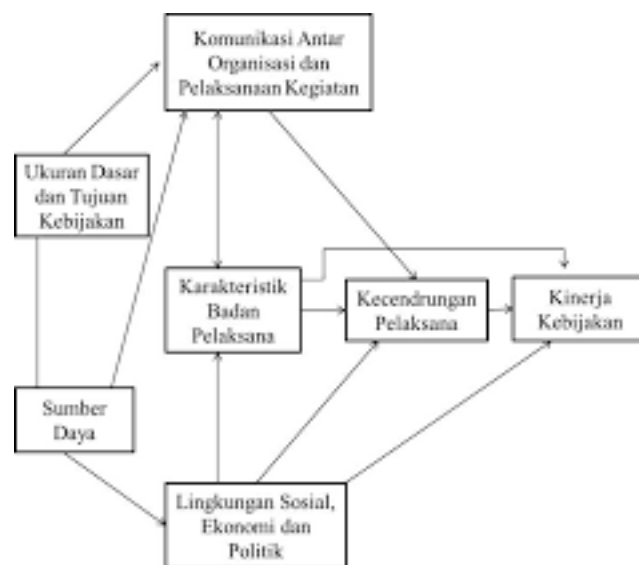 Komunikasi Antar
Organisasi dan
Pelaksanaan Kegiatan
Ukuran Dasar
dan Tujuan
Kebijakan
Karakteristik
Badan
Pelaksana
Kecendrungan
Pelaksana
Kinerja
Kebijakan
Sumber
Daya
Lingkungan Sosial,
Ekonomi dan
Politik